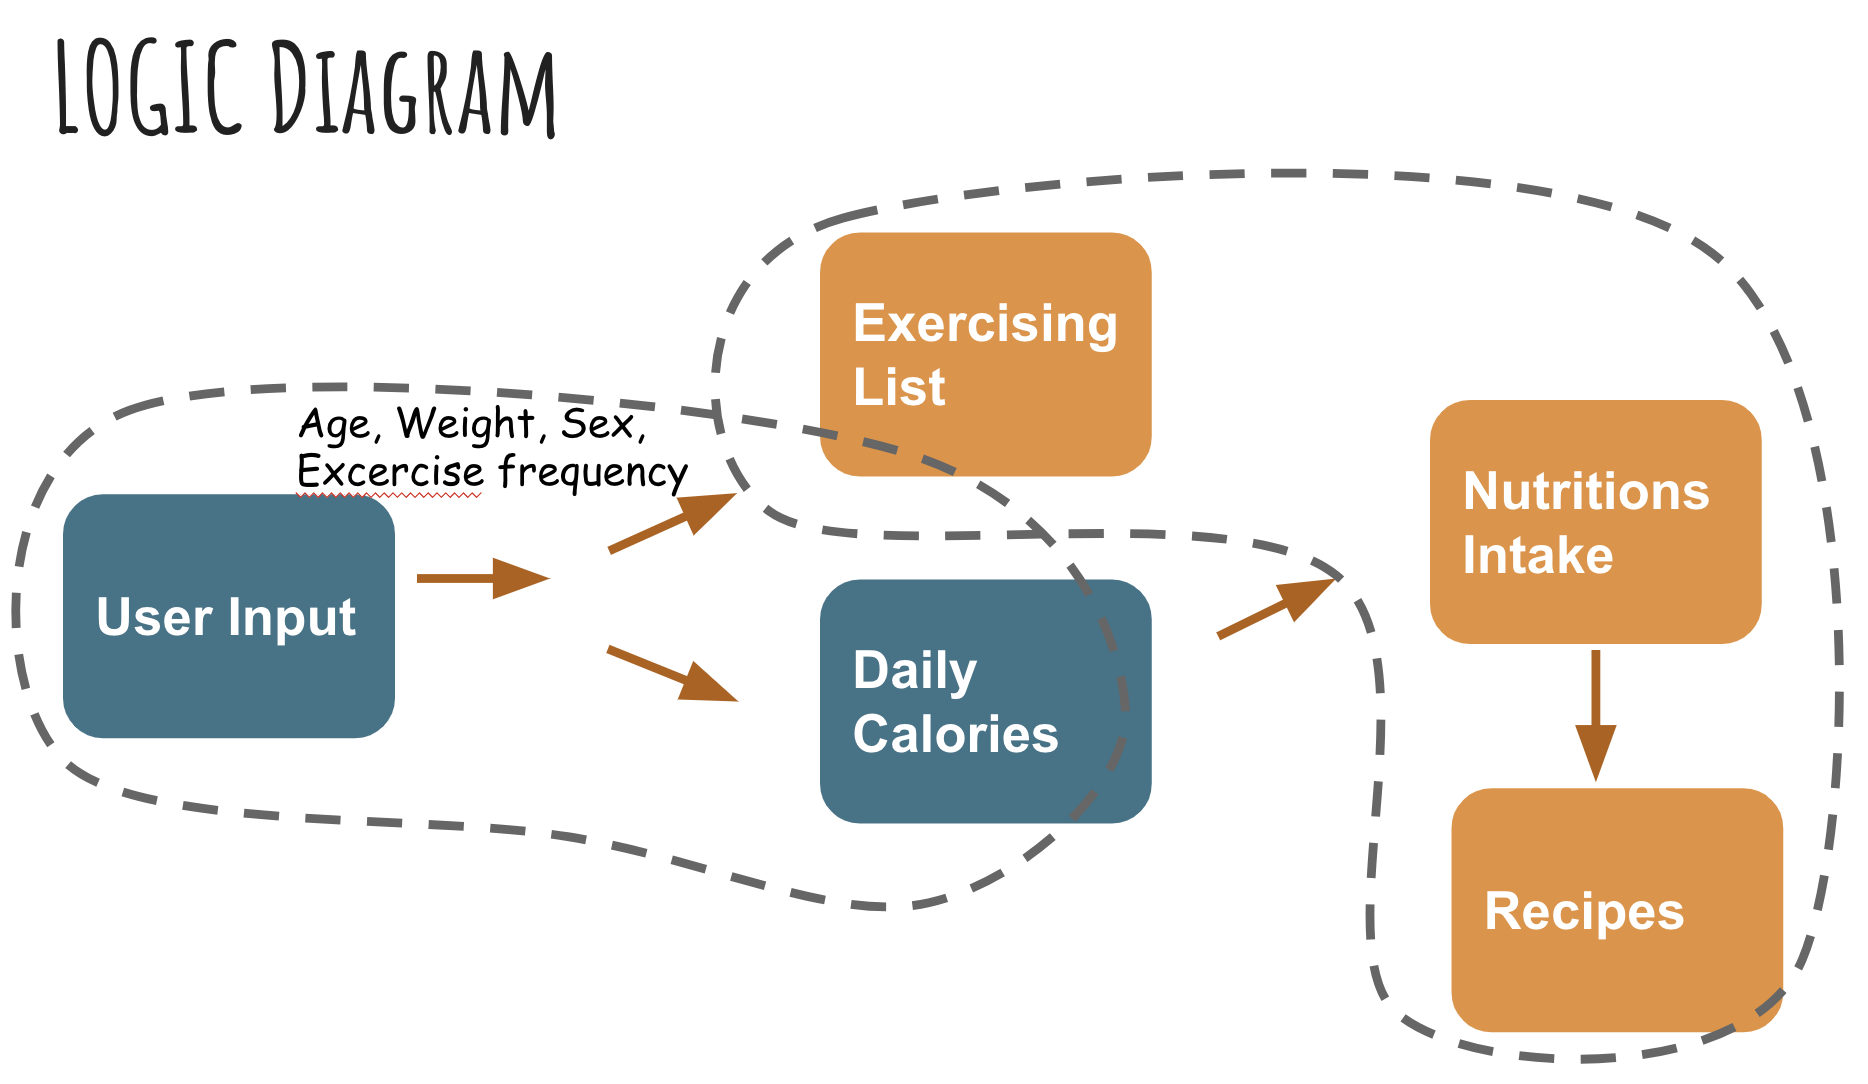 LOGIC DIAGRAM
Age, Weight, Sex,
Excercise frequency
User Input
Exercising
List
Daily
Calories
Nutritions
Intake
Recipes